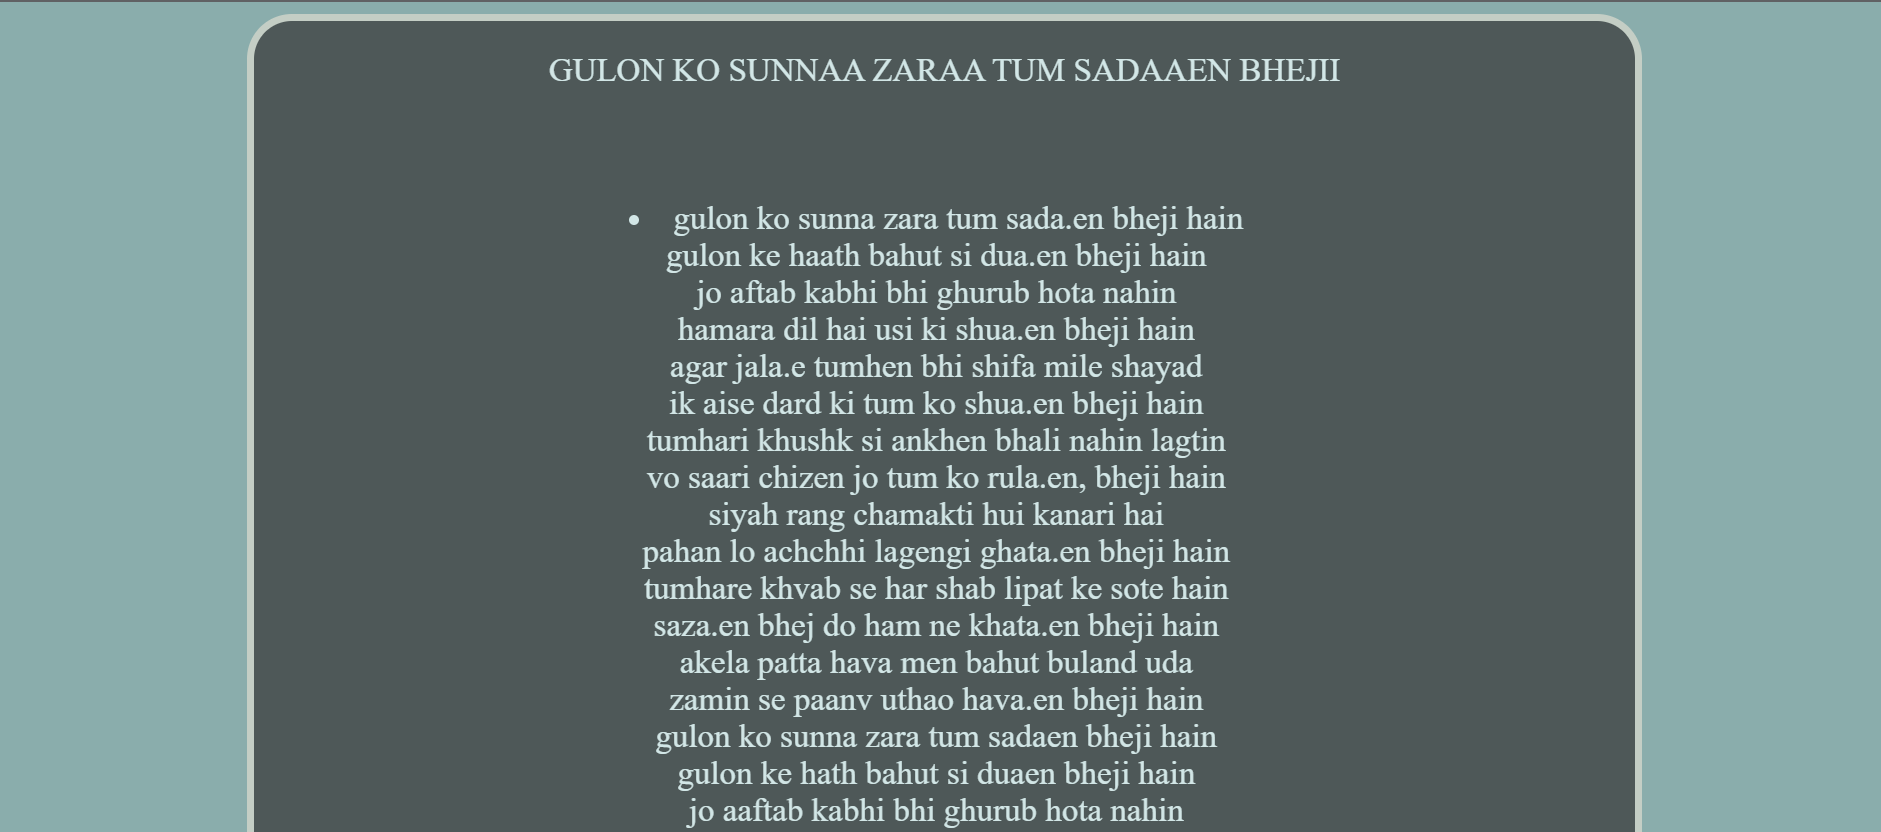 GULON KO SUNNAA ZARAA TUM SADAAEN BHEJII
• gulon ko sunna zara tum sada.en bheji hain
gulon ke haath bahut si dua.en bheji hain
jo aftab kabhi bhi ghurub hota nahin
hamara dil hai usi ki shua.en bheji hain
agar jala.e tumhen bhi shifa mile shayad
ik aise dard ki tum ko shua.en bheji hain
tumhari khushk si ankhen bhali nahin lagtin
vo saari chizen jo tum ko rula.en, bheji hain
siyah rang chamakti hui kanari hai
pahan lo achchhi lagengi ghata.en bheji hain
tumhare khvab se har shab lipat ke sote hain
saza.en bhej do ham ne khata.en bheji hain
akela patta hava men bahut buland uda
zamin se paanv uthao hava.en bheji hain
gulon ko sunna zara tum sadaen bheji hain
gulon ke hath bahut si duaen bheji hain
jo aaftab kabhi bhi ghurub hota nahin